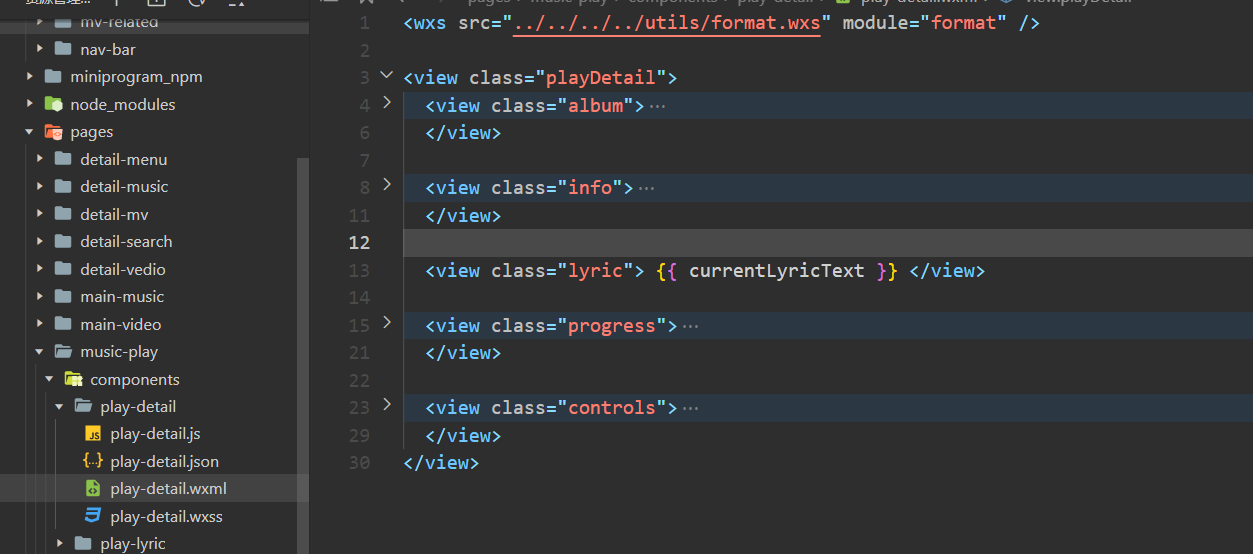 资源管理...
mv-related
nav-bar
miniprogram_npm
node_modules
pages
detail-menu
detail-music
detail-mv
detail-search
detail-vedio
main-music
main-video
music-play
components
play-detail
play-detail.js
play-detail.json
play-detail.wxml
play-detail.wxss
play-lyric
pages music-play components play-detail play-detail.wxml view.playDetail
1 <wxs src="../../../../utils/format.wxs" module="format" />
2
3 <view class="playDetail">
4 <view class="album">···
6 </view>
7
8 <view class="info">···
11 </view>
12
13 <view class="lyric"> {{ currentLyricText }} </view>
14
15 <view class="progress">···
21 </view>
22
23 <view class="controls">···
29 </view>
30 </view>